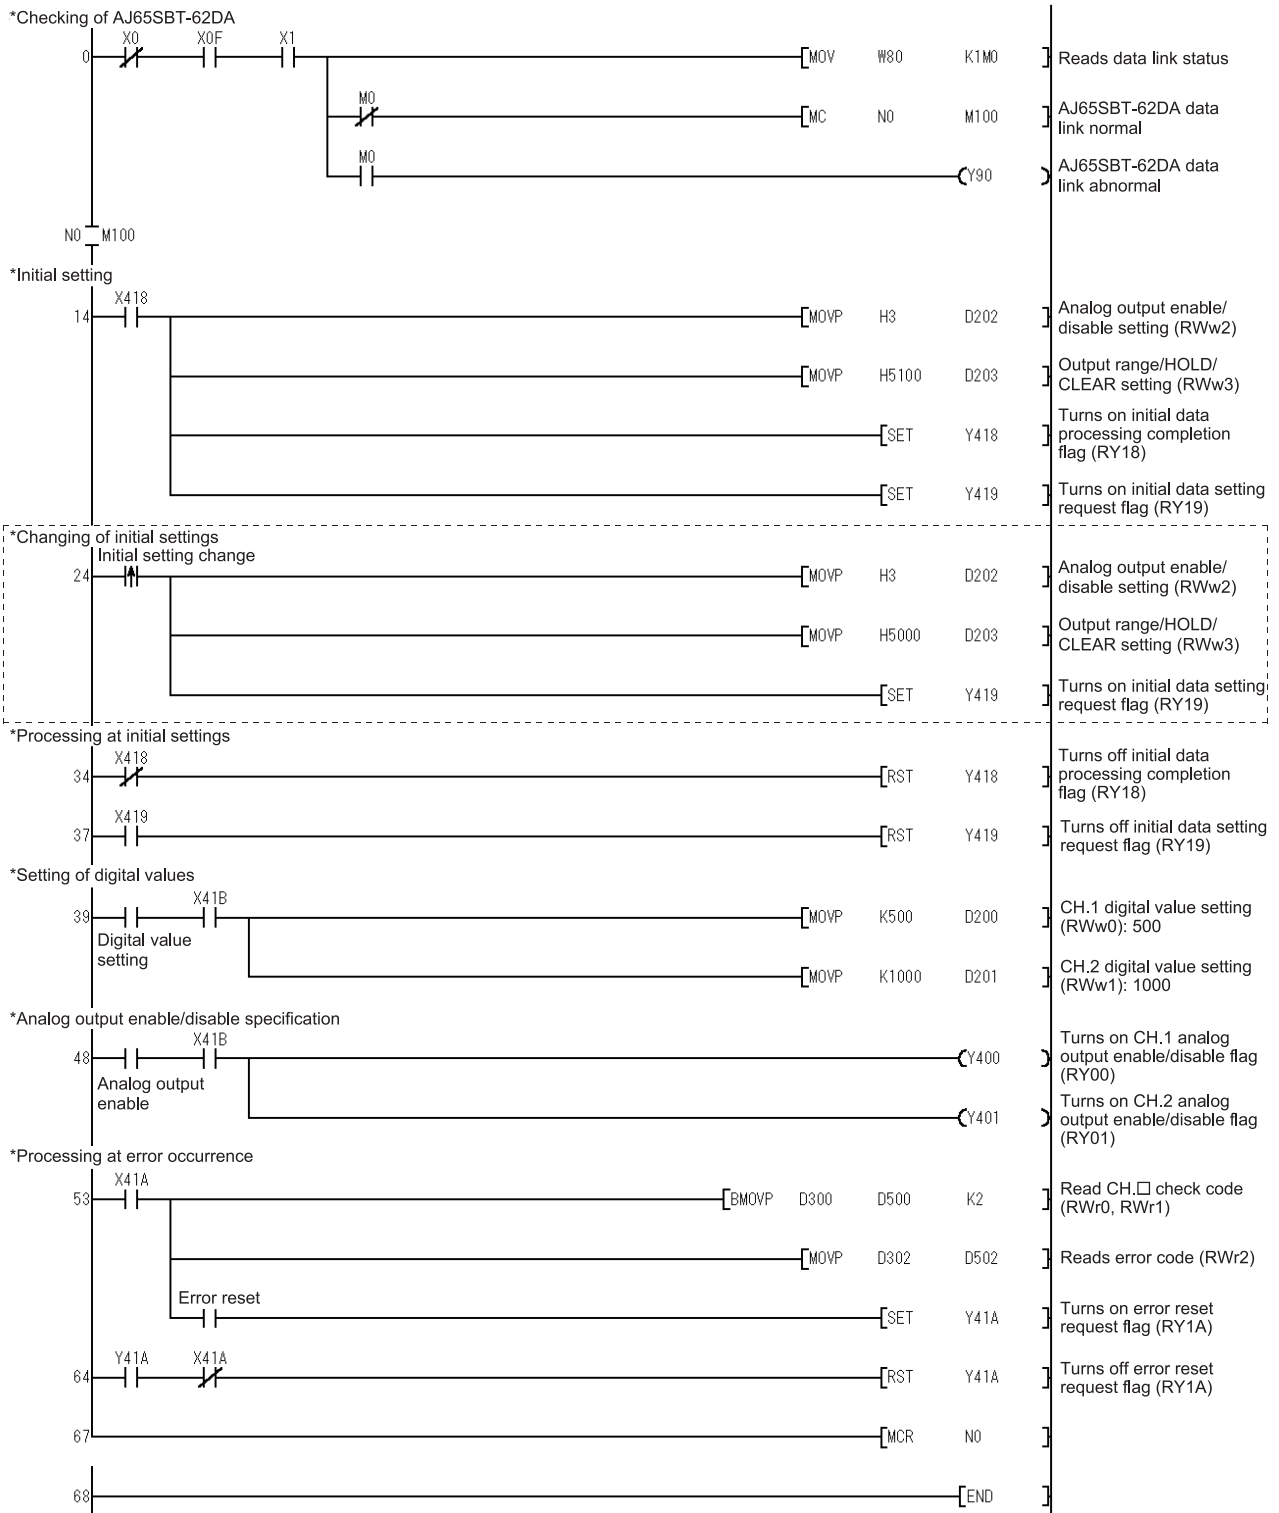 *Checking of AJ65SBT-62DA
X0 X0F X1
0 MOV W80 K1M0 Reads data link status
M0
MC N0 M100 AJ65SBT-62DA data
link normal
M0
Y90 AJ65SBT-62DA data
link abnormal
N0 M100
*Initial setting
X418
14 MOVP H3 D202 Analog output enable/
disable setting (RWw2)
MOVP H5100 D203 Output range/HOLD/
CLEAR setting (RWw3)
SET Y418 Turns on initial data
processing completion
flag (RY18)
SET Y419 Turns on initial data setting
request flag (RY19)
*Changing of initial settings
Initial setting change
24 MOVP H3 D202 Analog output enable/
disable setting (RWw2)
MOVP H5000 D203 Output range/HOLD/
CLEAR setting (RWw3)
SET Y419 Turns on initial data setting
request flag (RY19)
*Processing at initial settings
X418
34 RST Y418 Turns off initial data
processing completion
flag (RY18)
X419
37 RST Y419 Turns off initial data setting
request flag (RY19)
*Setting of digital values
X41B
39 MOVP K500 D200 CH.1 digital value setting
(RWw0): 500
Digital value
setting
MOVP K1000 D201 CH.2 digital value setting
(RWw1): 1000
*Analog output enable/disable specification
X41B
48 Y400 Turns on CH.1 analog
output enable/disable flag
(RY00)
Analog output
enable
Y401 Turns on CH.2 analog
output enable/disable flag
(RY01)
*Processing at error occurrence
X41A
53 BMOVP D300 D500 K2 Read CH.□ check code
(RWr0, RWr1)
MOVP D302 D502 Reads error code (RWr2)
Error reset
SET Y41A Turns on error reset
request flag (RY1A)
Y41A X41A
64 RST Y41A Turns off error reset
request flag (RY1A)
67 MCR N0
68 END